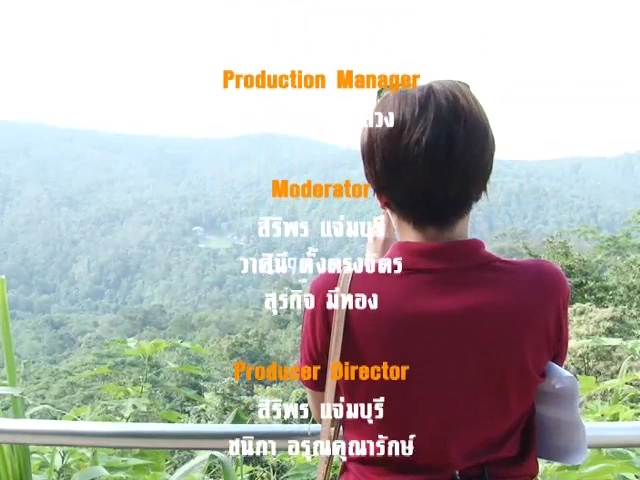 Production Manager
Moderator
สิริพร แจ่มบุรี
วาศินี ตั้งตรงจิตร
สุรกิจ มีทอง
Producer Director
สิริพร แจ่มบุรี
ชนิกา อรุณคุณารักษ์